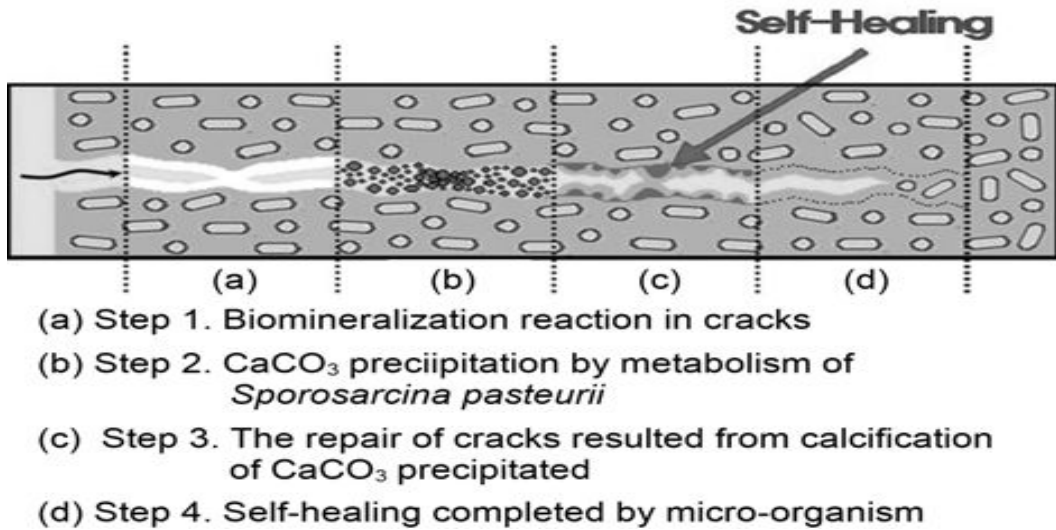 Self-Healing
(a) (b) (c) (d)
(a) Step 1. Biomineralization reaction in cracks
(b) Step 2. CaCO₃ preciipitation by metabolism of
Sporosarcina pasteurii
(c) Step 3. The repair of cracks resulted from calcification
of CaCO₃ precipitated
(d) Step 4. Self-healing completed by micro-organism